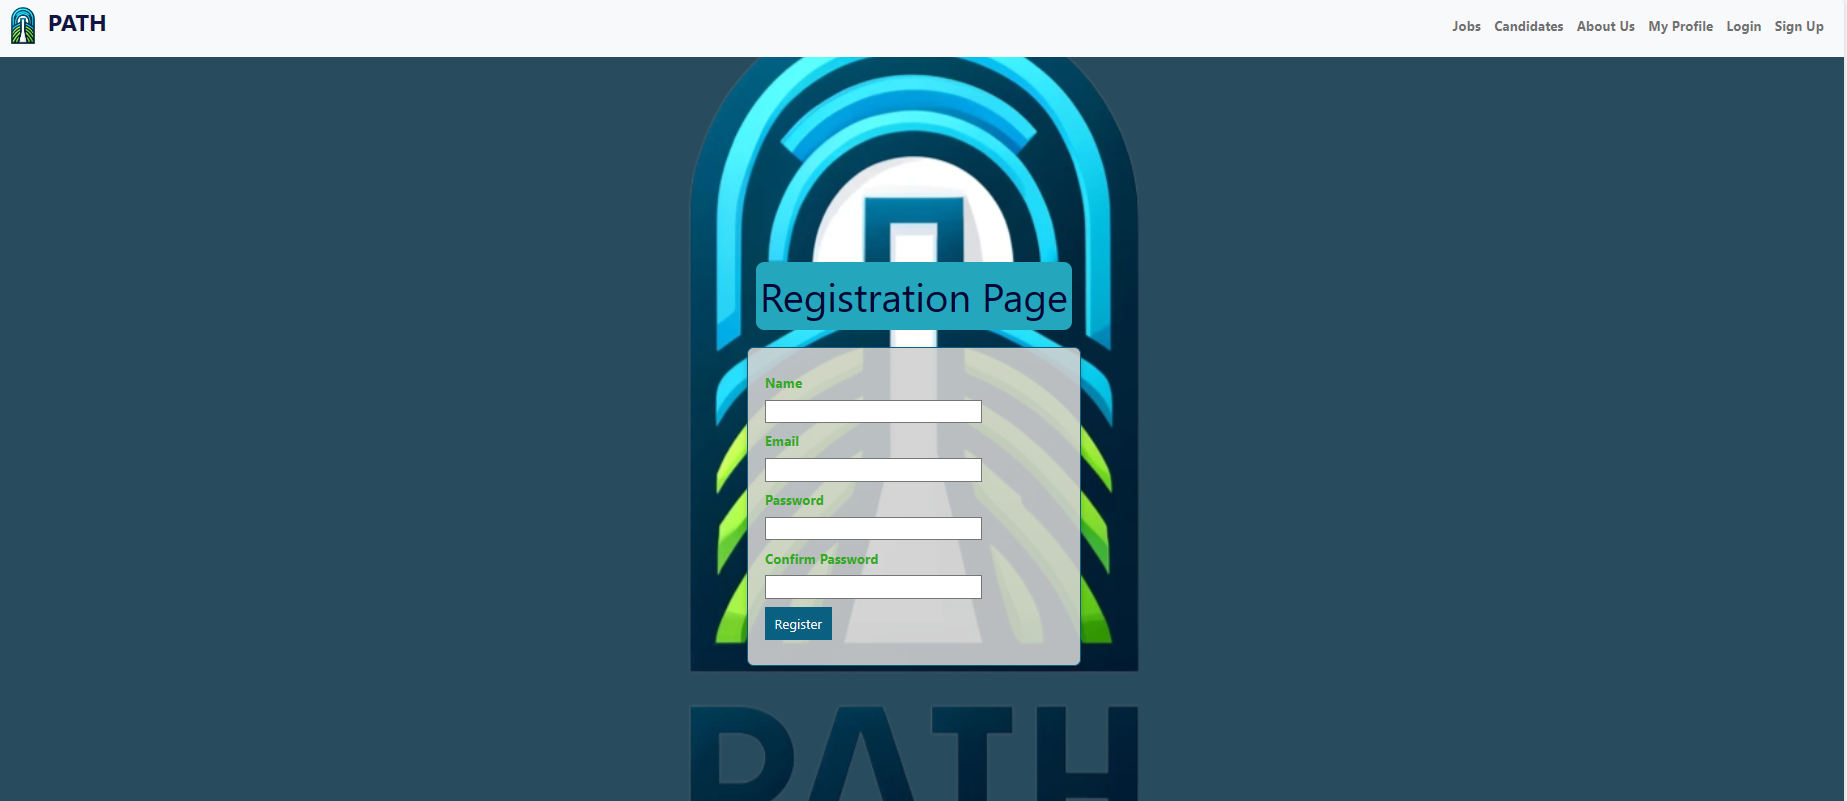 PATH
Jobs Candidates About Us My Profile Login Sign Up
Registration Page
Name
Email
Password
Confirm Password
Register
PATH